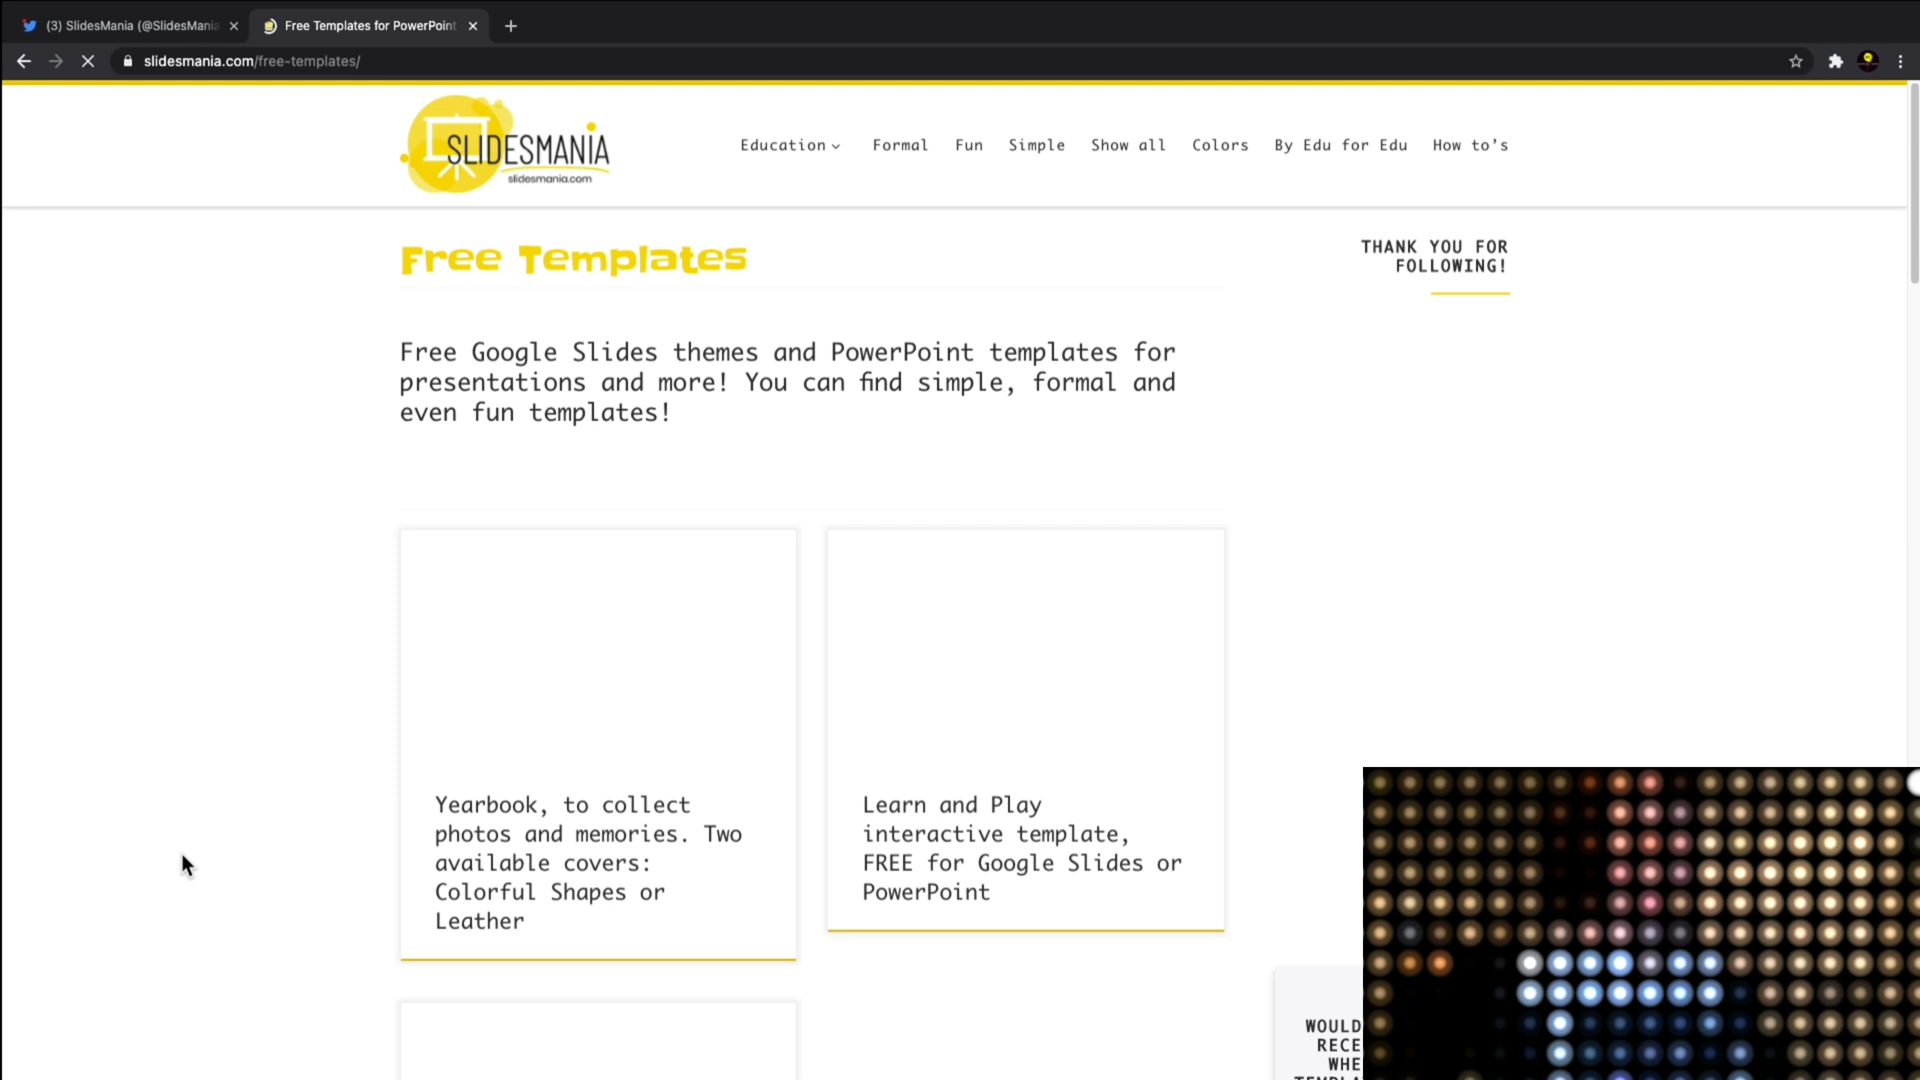 (3) SlidesMania (@SlidesMania
Free Templates for PowerPoint
slidesmania.com/free-templates/
SLIDESMANIA
slidesmania.com
Education
Formal
Fun
Simple
Show all
Colors
By Edu for Edu
How to's
Free Templates
THANK YOU FOR
FOLLOWING!
Free Google Slides themes and PowerPoint templates for
presentations and more! You can find simple, formal and
even fun templates!
Yearbook, to collect
photos and memories. Two
available covers:
Colorful Shapes or
Leather
Learn and Play
interactive template,
FREE for Google Slides or
PowerPoint
WOULD
RECE
WHE